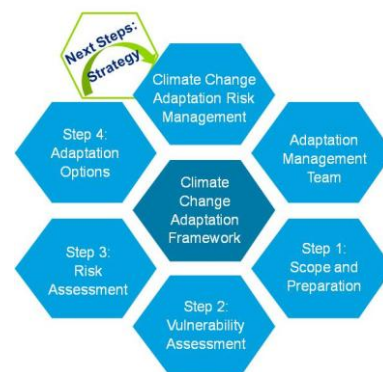 Next Steps:
Strategy
Climate Change
Adaptation Risk
Management
Adaptation
Management
Team
Step 1:
Scope and
Preparation
Step 2:
Vulnerability
Assessment
Step 3:
Risk
Assessment
Step 4:
Adaptation
Options
Climate
Change
Adaptation
Framework